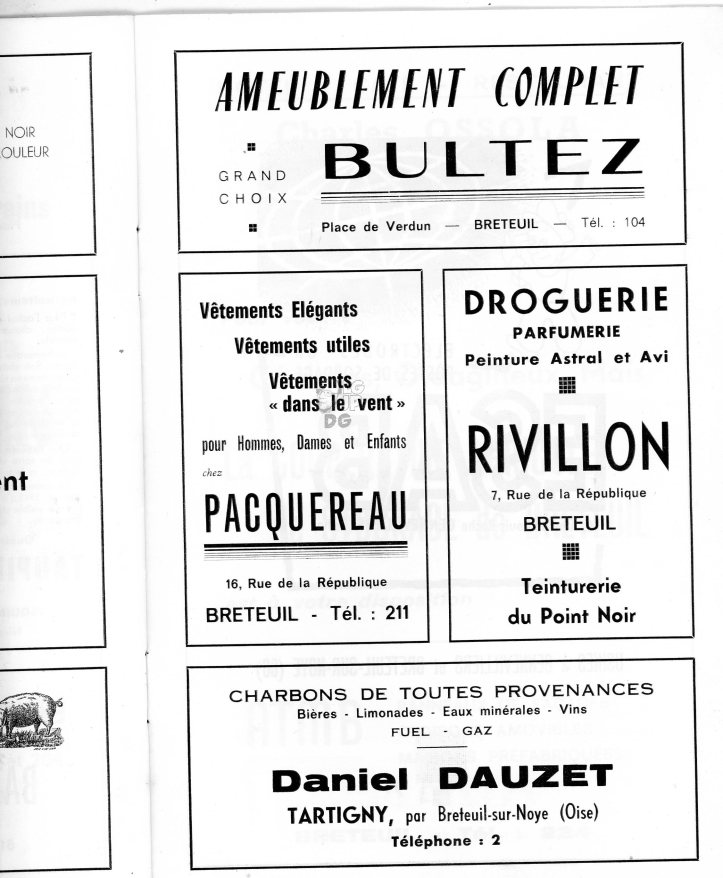 NOIR
OULEUR
nt
AMEUBLEMENT COMPLET
GRAND
CHOIX
BULTEZ
Place de Verdun — BRETEUIL — Tél. : 104
Vêtements Elégants
Vêtements utiles
Vêtements
« dans le vent »
pour Hommes, Dames et Enfants
chez
PACQUEREAU
16, Rue de la République
BRETEUIL - Tél. : 211
DROGUERIE
PARFUMERIE
Peinture Astral et Avi
RIVILLON
7, Rue de la République
BRETEUIL
Teinturerie
du Point Noir
CHARBONS DE TOUTES PROVENANCES
Bières - Limonades - Eaux minérales - Vins
FUEL - GAZ
Daniel DAUZET
TARTIGNY, par Breteuil-sur-Noye (Oise)
Téléphone : 2